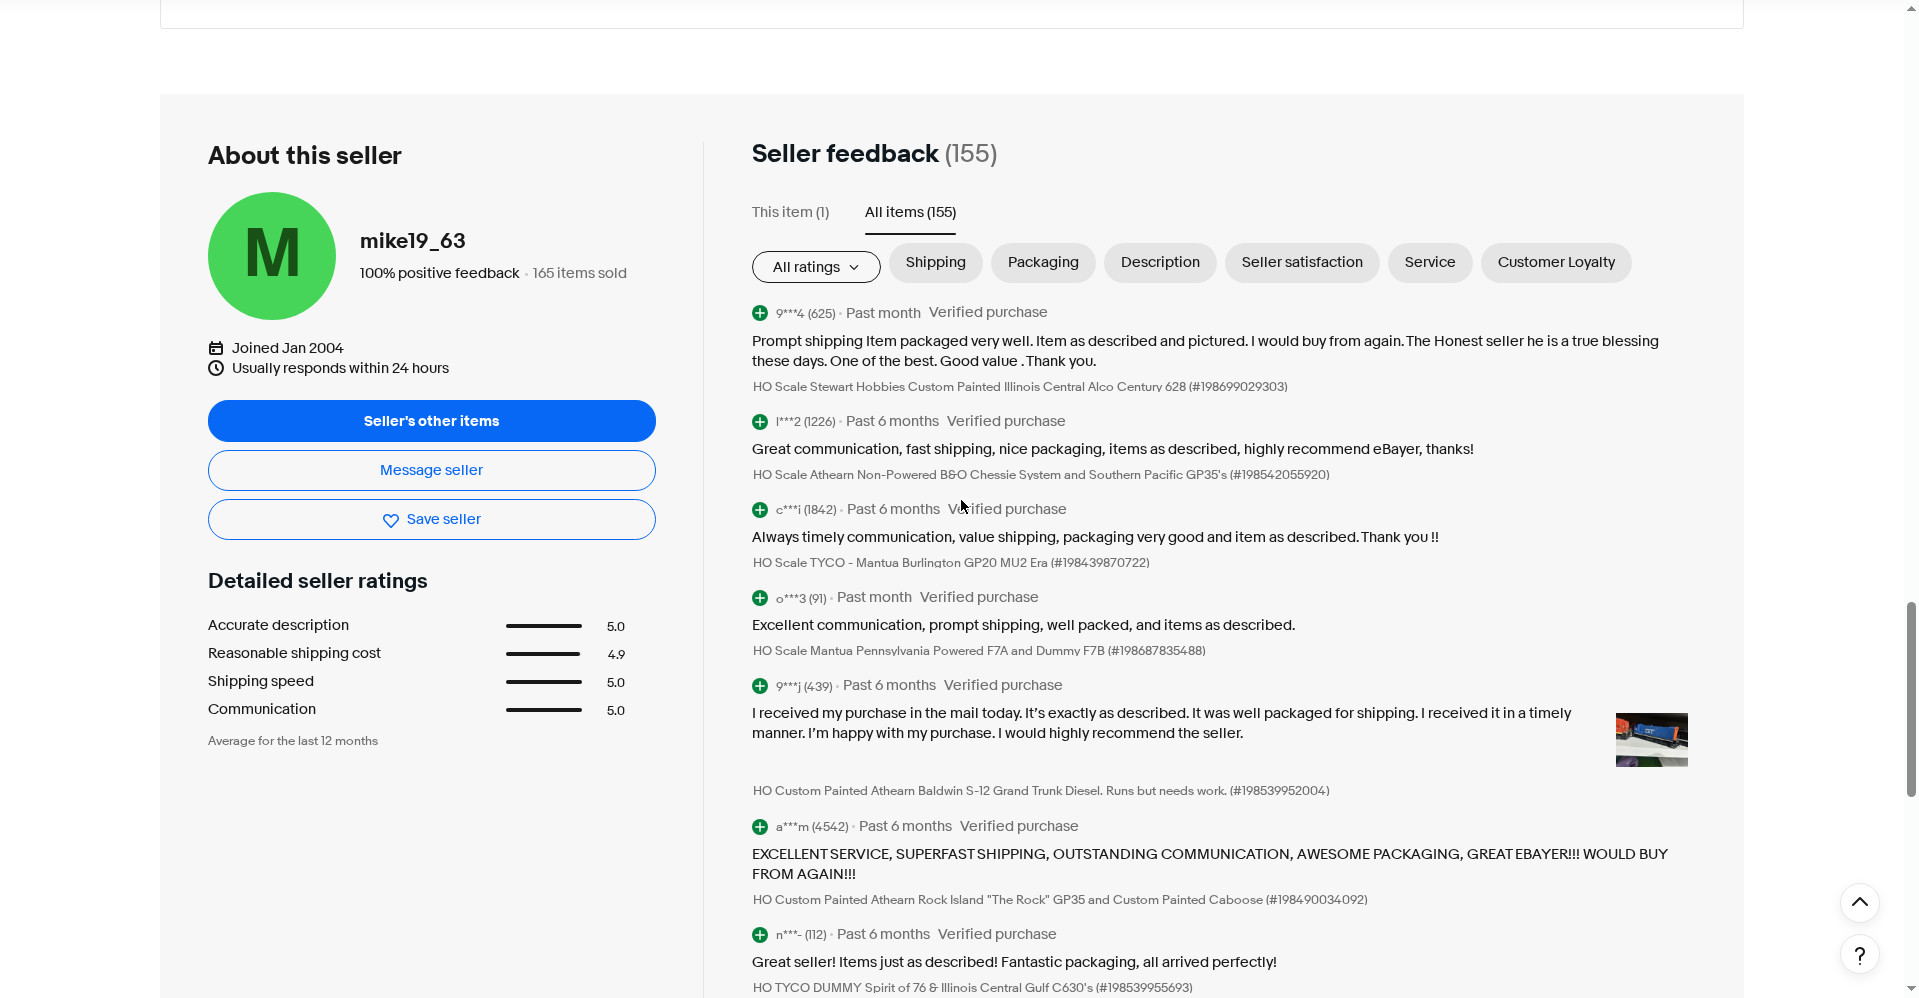 About this seller
M
mike19_63
100% positive feedback • 165 items sold
Joined Jan 2004
Usually responds within 24 hours
Seller's other items
Message seller
Save seller
Detailed seller ratings
Accurate description 5.0
Reasonable shipping cost 4.9
Shipping speed 5.0
Communication 5.0
Average for the last 12 months
Seller feedback (155)
This item (1) All items (155)
All ratings Shipping Packaging Description Seller satisfaction Service Customer Loyalty
9***4 (625) • Past month Verified purchase
Prompt shipping Item packaged very well. Item as described and pictured. I would buy from again. The Honest seller he is a true blessing
these days. One of the best. Good value . Thank you.
HO Scale Stewart Hobbies Custom Painted Illinois Central Alco Century 628 (#198699029303)
l***2 (1226) • Past 6 months Verified purchase
Great communication, fast shipping, nice packaging, items as described, highly recommend eBayer, thanks!
HO Scale Athearn Non-Powered B&O Chessie System and Southern Pacific GP35's (#198542055920)
c***i (1842) • Past 6 months Verified purchase
Always timely communication, value shipping, packaging very good and item as described. Thank you !!
HO Scale TYCO - Mantua Burlington GP20 MU2 Era (#198439870722)
o***3 (91) • Past month Verified purchase
Excellent communication, prompt shipping, well packed, and items as described.
HO Scale Mantua Pennsylvania Powered F7A and Dummy F7B (#198687835488)
9***j (439) • Past 6 months Verified purchase
I received my purchase in the mail today. It’s exactly as described. It was well packaged for shipping. I received it in a timely
manner. I’m happy with my purchase. I would highly recommend the seller.
HO Custom Painted Athearn Baldwin S-12 Grand Trunk Diesel. Runs but needs work. (#198539952004)
a***m (4542) • Past 6 months Verified purchase
EXCELLENT SERVICE, SUPERFAST SHIPPING, OUTSTANDING COMMUNICATION, AWESOME PACKAGING, GREAT EBAYER!!! WOULD BUY
FROM AGAIN!!!
HO Custom Painted Athearn Rock Island "The Rock" GP35 and Custom Painted Caboose (#198490034092)
n***- (112) • Past 6 months Verified purchase
Great seller! Items just as described! Fantastic packaging, all arrived perfectly!
HO TYCO DUMMY Spirit of 76 & Illinois Central Gulf C630's (#198539955693)
?